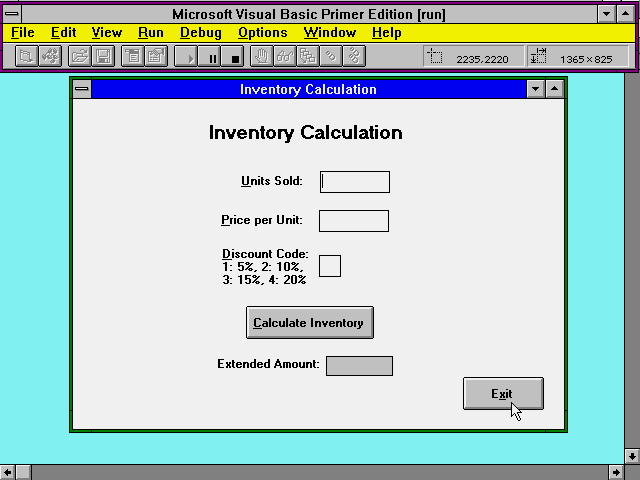 Microsoft Visual Basic Primer Edition [run]
File Edit View Run Debug Options Window Help
2235,2220 1365×825
Inventory Calculation
Inventory Calculation
Units Sold:
Price per Unit:
Discount Code:
1: 5%, 2: 10%,
3: 15%, 4: 20%
Calculate Inventory
Extended Amount:
Exit